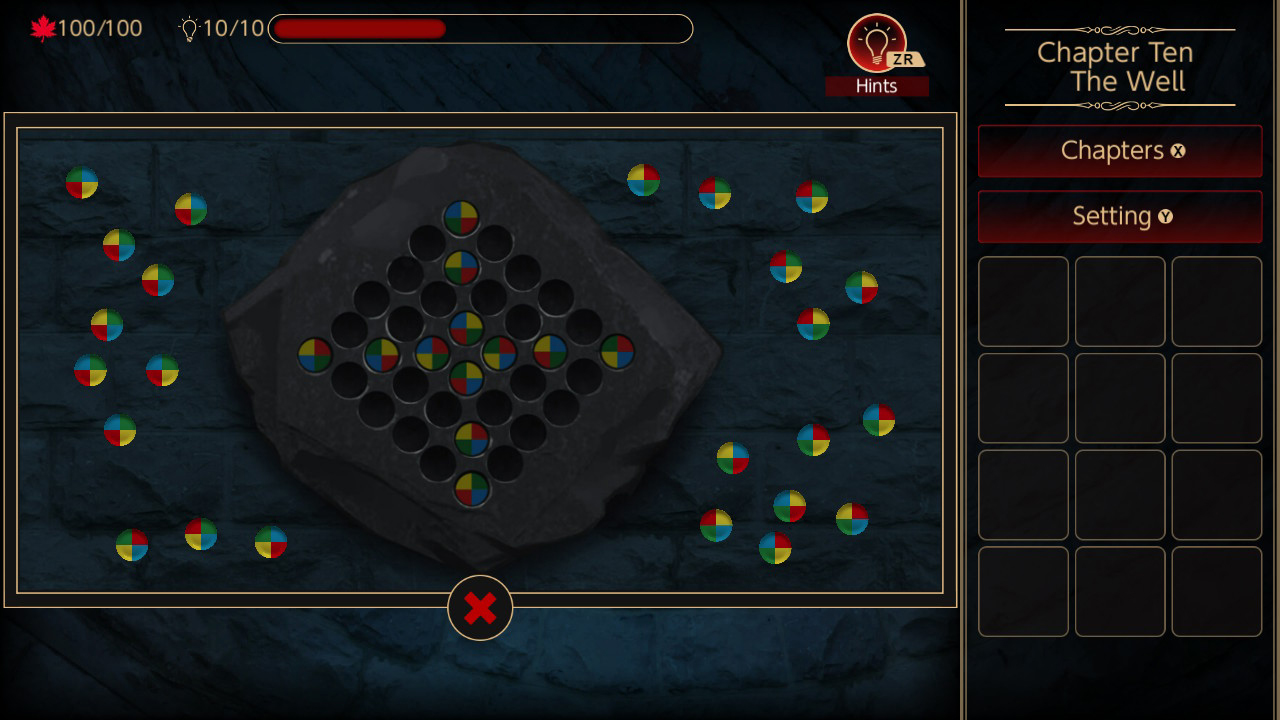 100/100
10/10
ZR
Hints
Chapter Ten
The Well
Chapters X
Setting Y